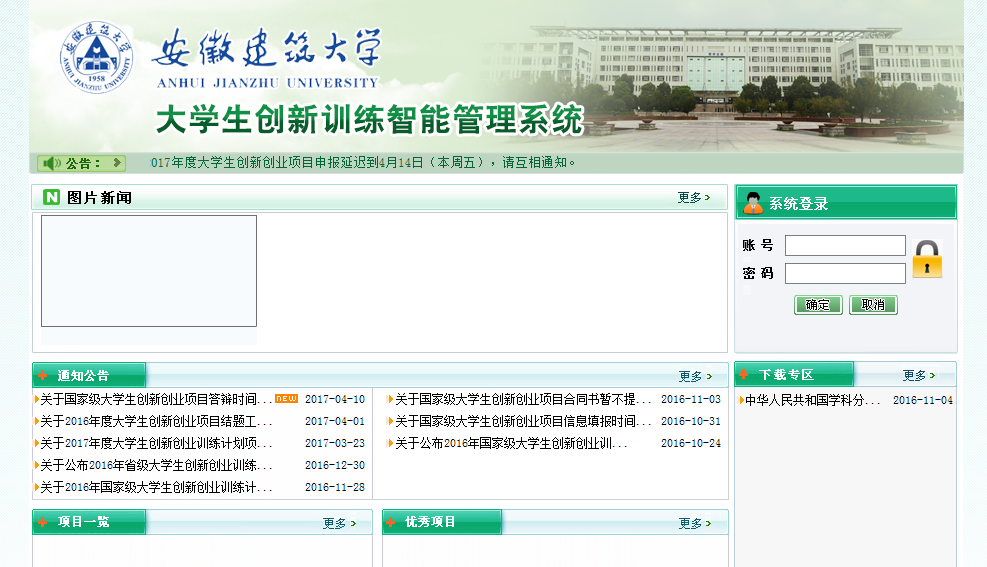 安徽建筑大学
ANHUI JIANZHU UNIVERSITY
ANHUI JIANZHU UNIVERSITY
1958
大学生创新训练智能管理系统
公告： 017年度大学生创新创业项目申报延迟到4月14日（本周五），请互相通知。
N 图片新闻 更多
系统登录
账 号
密 码
确定 取消
通知公告 更多
关于国家级大学生创新创业项目答辩时间... NEW 2017-04-10
关于2016年度大学生创新创业项目结题工... 2017-04-01
关于2017年度大学生创新创业训练计划项... 2017-03-23
关于公布2016年省级大学生创新创业训练... 2016-12-30
关于2016年国家级大学生创新创业训练计... 2016-11-28
关于国家级大学生创新创业项目合同书暂不提... 2016-11-03
关于国家级大学生创新创业项目信息填报时间... 2016-10-31
关于公布2016年国家级大学生创新创业训... 2016-10-24
下载专区 更多
中华人民共和国学科分... 2016-11-04
项目一览 更多
优秀项目 更多